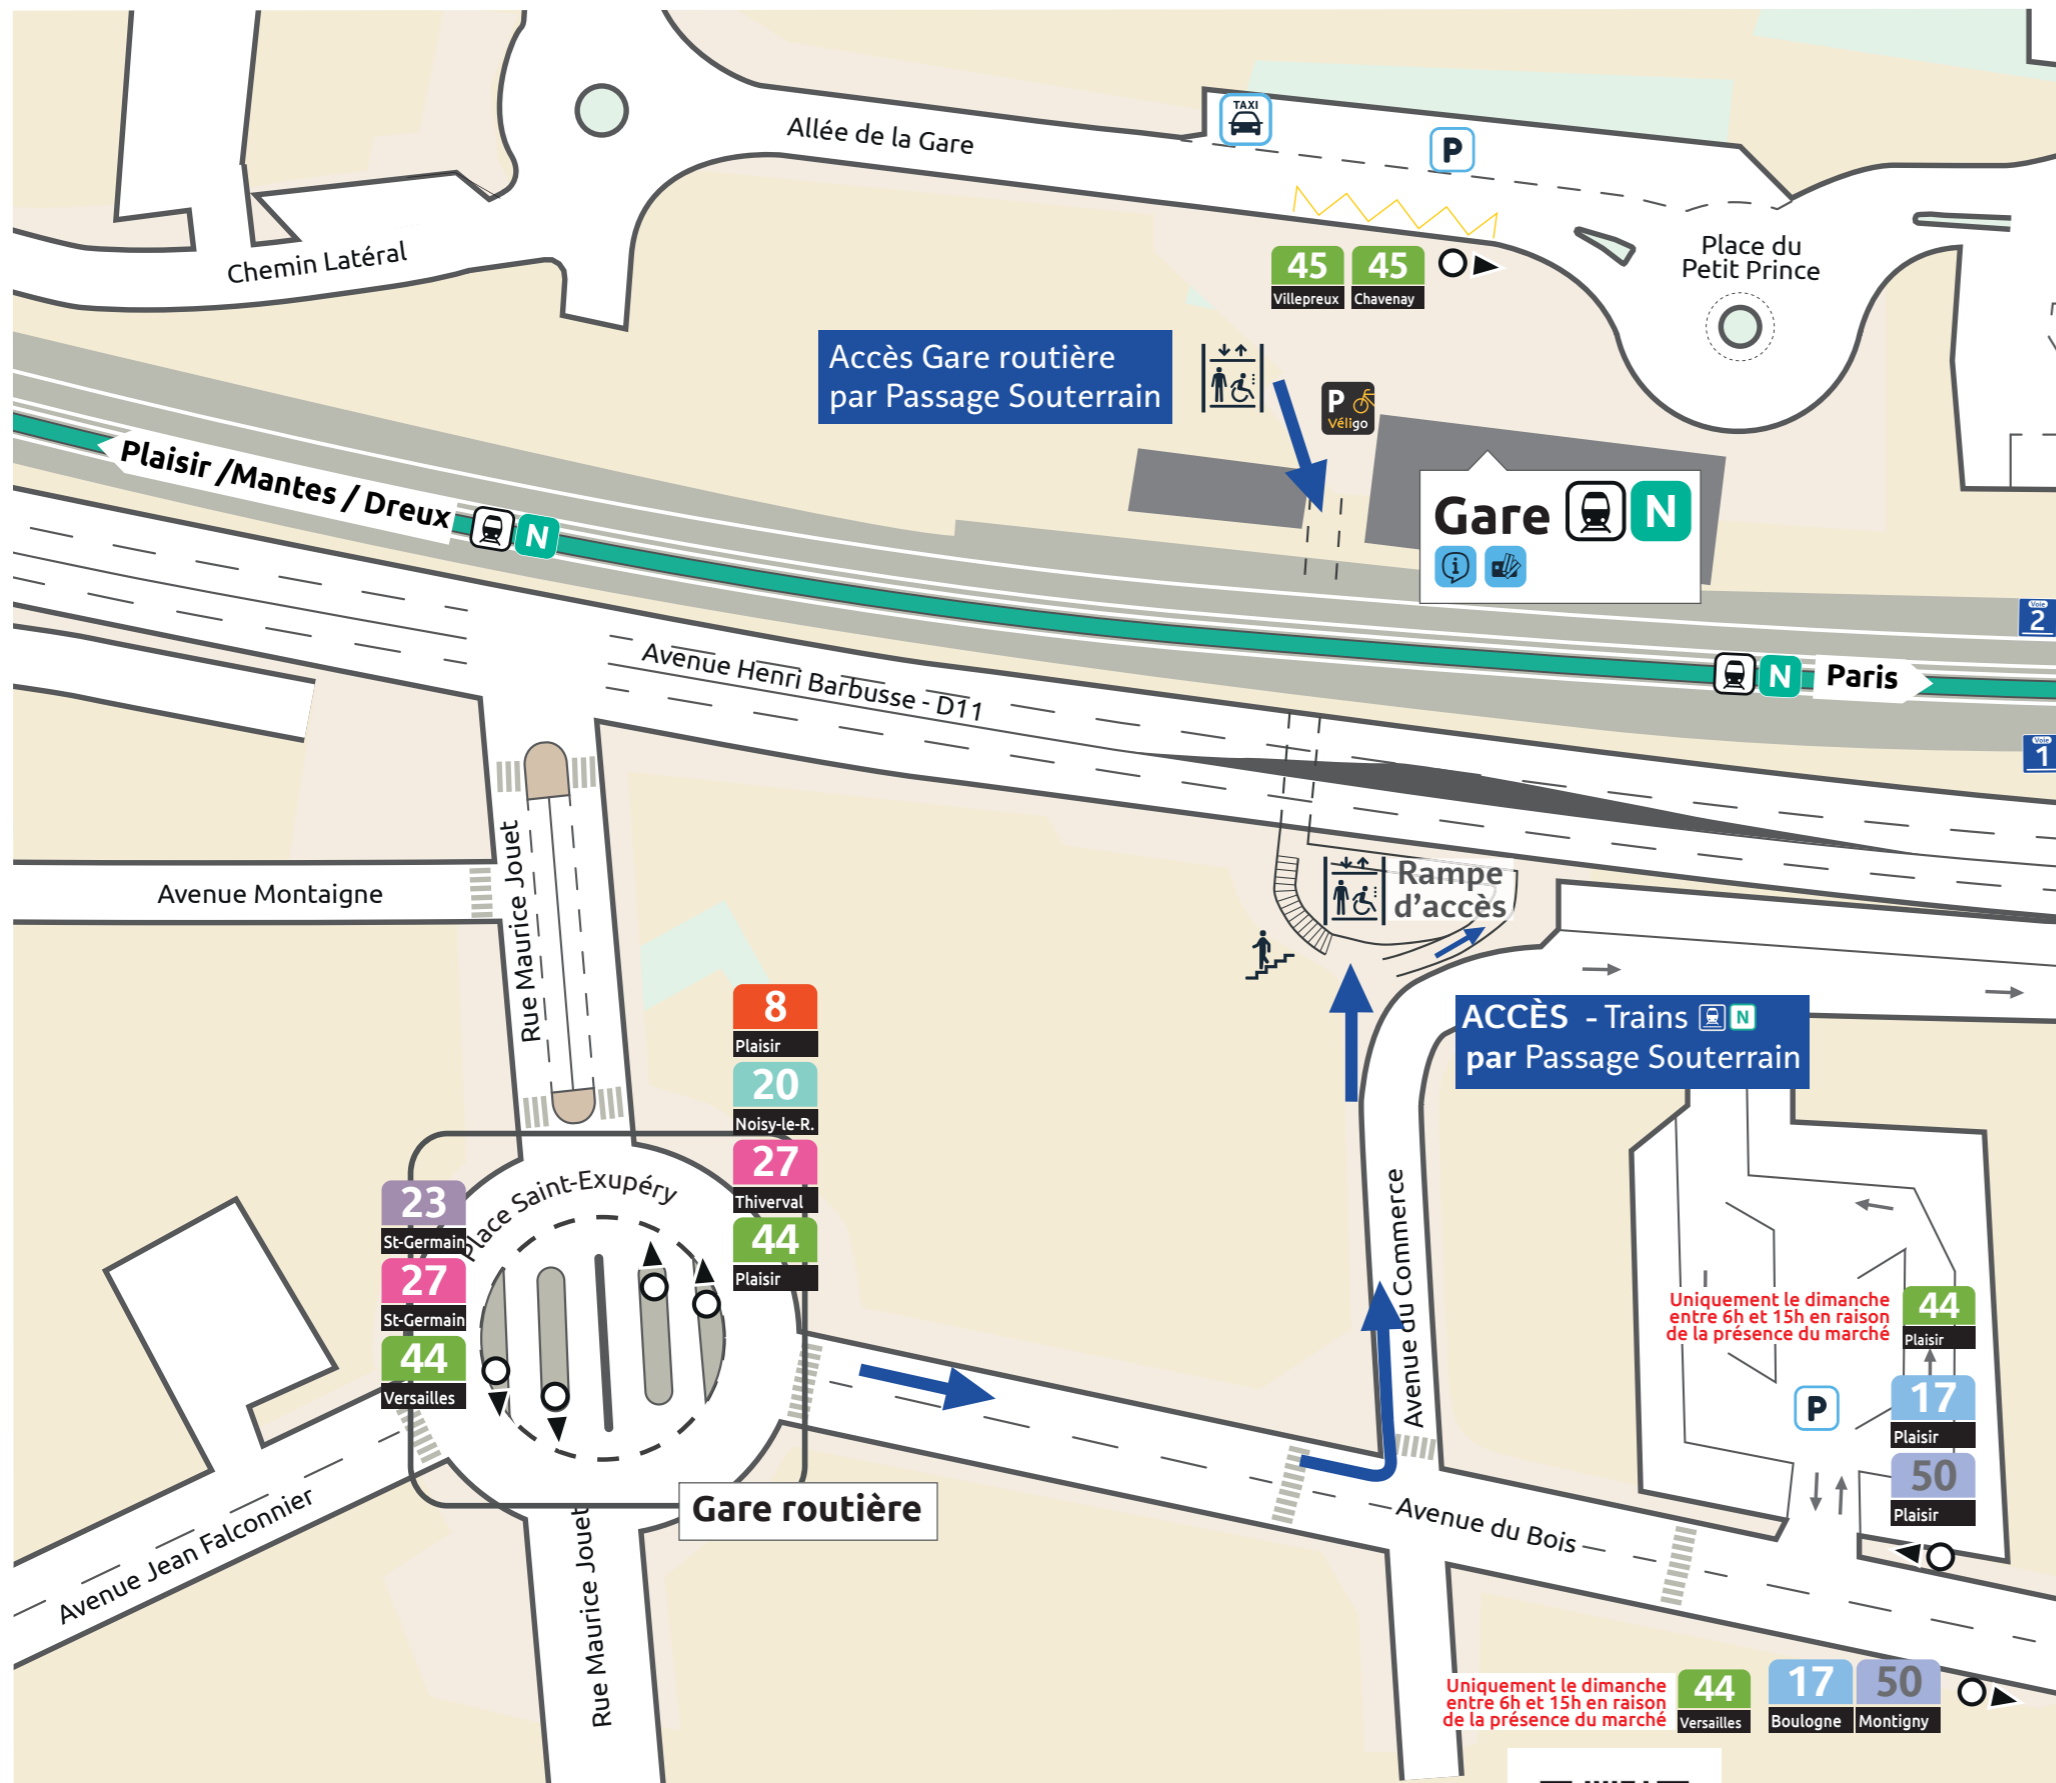 TAXI
P
Allée de la Gare
Chemin Latéral
Place du
Petit Prince
45
Villepreux
45
Chavenay
Accès Gare routière
par Passage Souterrain
P
Véligo
Gare N
i
Plaisir /Mantes / Dreux
N
Voie
2
N
Paris
Voie
1
Avenue Henri Barbusse - D11
Rue Maurice Jouet
Avenue Montaigne
Rampe
d'accès
ACCÈS - Trains N
par Passage Souterrain
8
Plaisir
20
Noisy-le-R.
27
Thiverval
44
Plaisir
Place Saint-Exupéry
23
St-Germain
27
St-Germain
44
Versailles
Avenue du Commerce
Uniquement le dimanche
entre 6h et 15h en raison
de la présence du marché
44
Plaisir
17
Plaisir
50
Plaisir
P
Gare routière
Avenue du Bois
Avenue Jean Falconnier
Rue Maurice Jouet
Uniquement le dimanche
entre 6h et 15h en raison
de la présence du marché
44
Versailles
17
Boulogne
50
Montigny